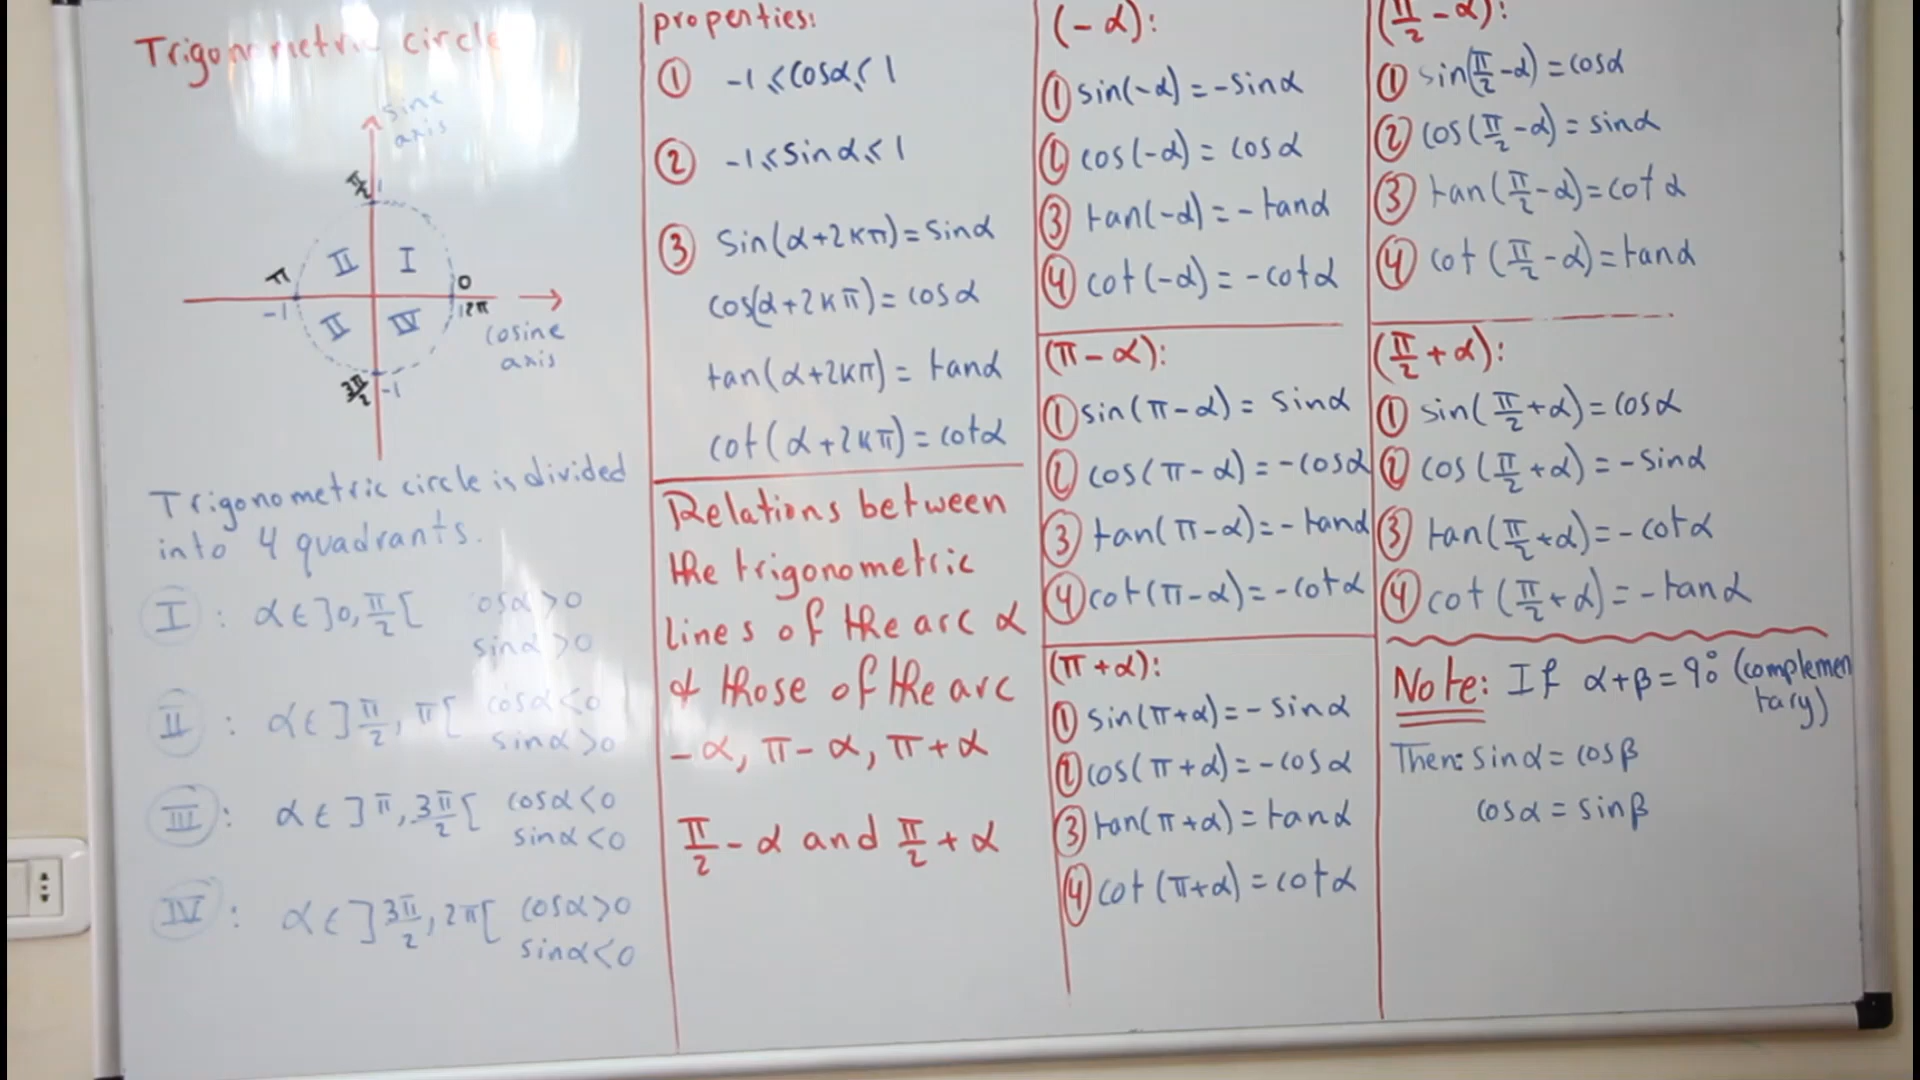 Trigonometric circle
sine
axis
π/2
1
II
I
π
0
-1
1
2π
II
IV
cosine
axis
3π/2
-1
Trigonometric circle is divided
into 4 quadrants.
I : α ∈ ]0, π/2[ cosα > 0
sinα > 0
II : α ∈ ]π/2, π[ cosα < 0
sinα > 0
III : α ∈ ]π, 3π/2[ cosα < 0
sinα < 0
IV : α ∈ ]3π/2, 2π[ cosα > 0
sinα < 0
properties:
① -1 ≤ cosα ≤ 1
② -1 ≤ sinα ≤ 1
③ sin(α+2kπ) = sinα
cos(α+2kπ) = cosα
tan(α+2kπ) = tanα
cot(α+2kπ) = cotα
Relations between
the trigonometric
lines of the arc α
& those of the arc
-α, π-α, π+α
π/2 - α and π/2 + α
(-α):
① sin(-α) = -sinα
② cos(-α) = cosα
③ tan(-α) = -tanα
④ cot(-α) = -cotα
(π-α):
① sin(π-α) = sinα
② cos(π-α) = -cosα
③ tan(π-α) = -tanα
④ cot(π-α) = -cotα
(π+α):
① sin(π+α) = -sinα
② cos(π+α) = -cosα
③ tan(π+α) = tanα
④ cot(π+α) = cotα
(π/2 - α):
① sin(π/2 - α) = cosα
② cos(π/2 - α) = sinα
③ tan(π/2 - α) = cotα
④ cot(π/2 - α) = tanα
(π/2 + α):
① sin(π/2 + α) = cosα
② cos(π/2 + α) = -sinα
③ tan(π/2 + α) = -cotα
④ cot(π/2 + α) = -tanα
Note: If α+β = 90° (complemen
tary)
Then: sinα = cosβ
cosα = sinβ